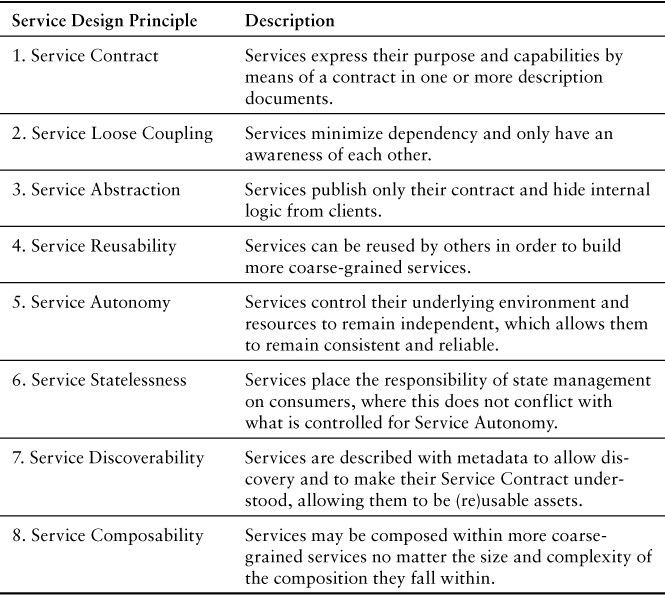 Service Design Principle Description
1. Service Contract Services express their purpose and capabilities by
means of a contract in one or more description
documents.
2. Service Loose Coupling Services minimize dependency and only have an
awareness of each other.
3. Service Abstraction Services publish only their contract and hide internal
logic from clients.
4. Service Reusability Services can be reused by others in order to build
more coarse-grained services.
5. Service Autonomy Services control their underlying environment and
resources to remain independent, which allows them
to remain consistent and reliable.
6. Service Statelessness Services place the responsibility of state management
on consumers, where this does not conflict with
what is controlled for Service Autonomy.
7. Service Discoverability Services are described with metadata to allow dis-
covery and to make their Service Contract under-
stood, allowing them to be (re)usable assets.
8. Service Composability Services may be composed within more coarse-
grained services no matter the size and complexity of
the composition they fall within.